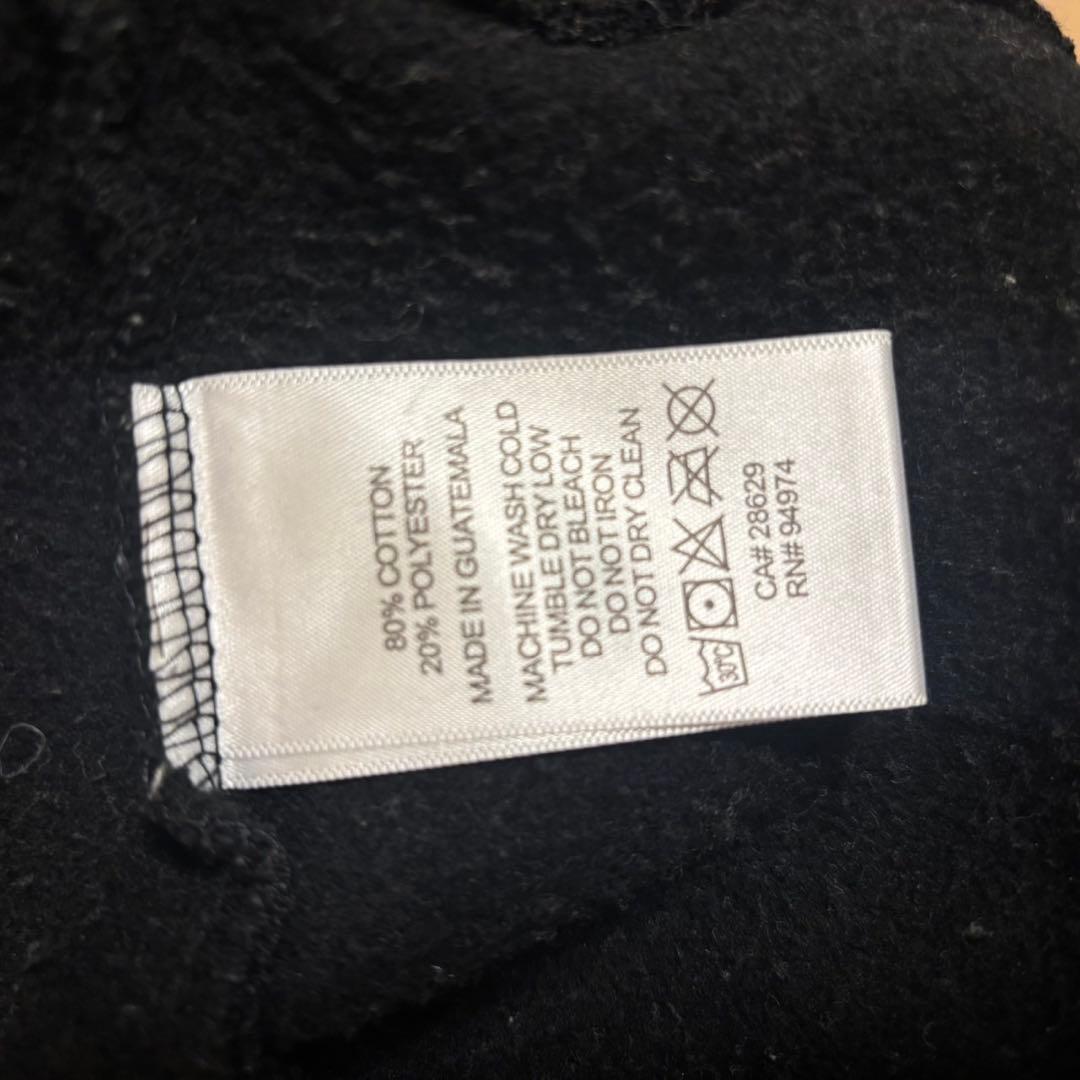 80% COTTON
20% POLYESTER
MADE IN GUATEMALA
MACHINE WASH COLD
TUMBLE DRY LOW
DO NOT BLEACH
DO NOT IRON
DO NOT DRY CLEAN
30°C
CA# 28629
RN# 94974